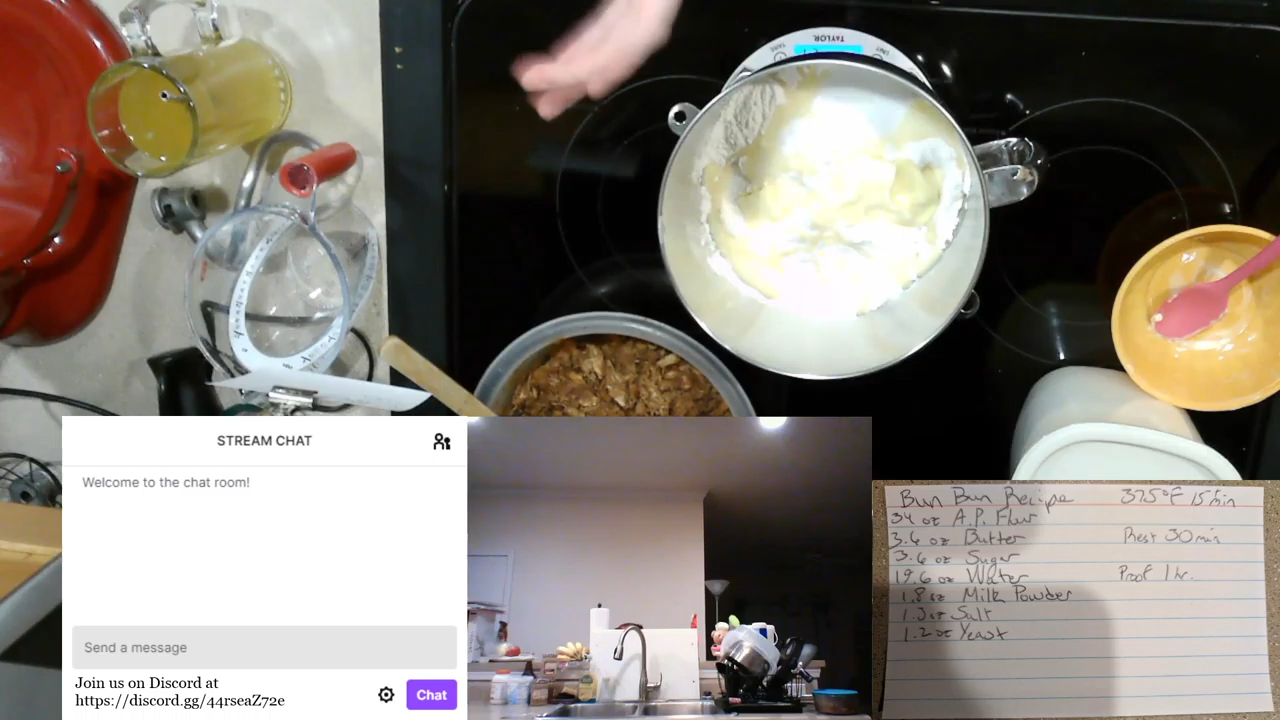 TAYLOR
STREAM CHAT
Welcome to the chat room!
Send a message
Join us on Discord at
https://discord.gg/44rseaZ72e
Chat
Bun Bun Recipe 375°F 15 min
34 oz A.P. Flour
3.6 oz Butter Rest 30 min
3.6 oz Sugar
19.6 oz Water Proof 1 hr.
1.8 oz Milk Powder
oz Salt
1.2 oz Yeast